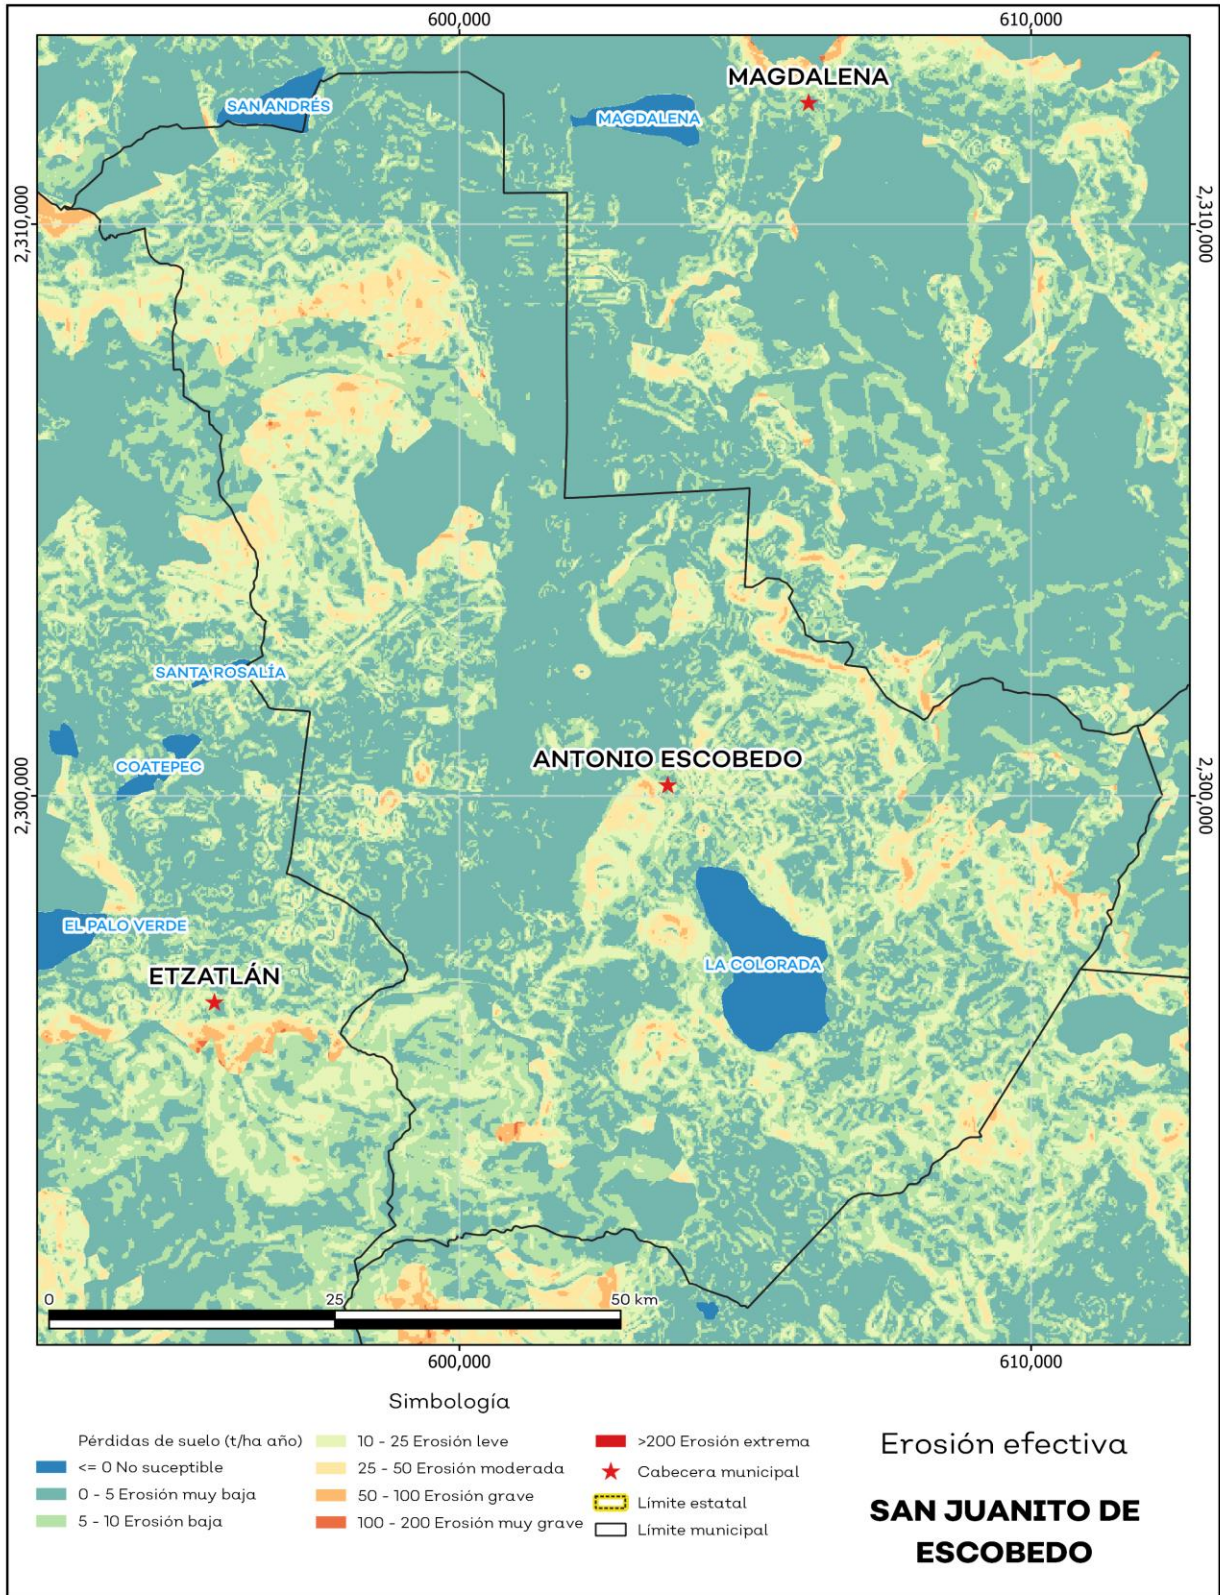 600,000
610,000
MAGDALENA
SAN ANDRÉS
MAGDALENA
2,310,000
2,310,000
SANTA ROSALÍA
COATEPEC
ANTONIO ESCOBEDO
2,300,000
2,300,000
EL PALO VERDE
LA COLORADA
ETZATLÁN
0
25
50 km
600,000
610,000
Simbología
Pérdidas de suelo (t/ha año)
<= 0 No suceptible
0 - 5 Erosión muy baja
5 - 10 Erosión baja
10 - 25 Erosión leve
25 - 50 Erosión moderada
50 - 100 Erosión grave
100 - 200 Erosión muy grave
>200 Erosión extrema
Cabecera municipal
Límite estatal
Límite municipal
Erosión efectiva
SAN JUANITO DE
ESCOBEDO